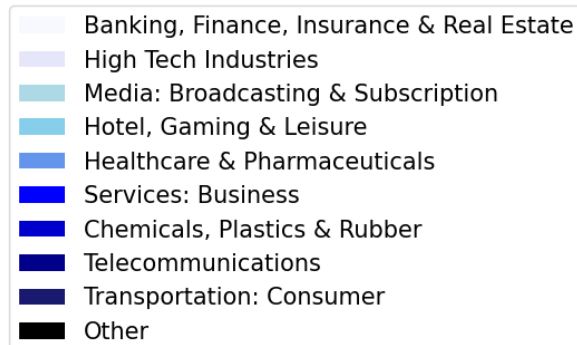 Banking, Finance, Insurance & Real Estate
High Tech Industries
Media: Broadcasting & Subscription
Hotel, Gaming & Leisure
Healthcare & Pharmaceuticals
Services: Business
Chemicals, Plastics & Rubber
Telecommunications
Transportation: Consumer
Other